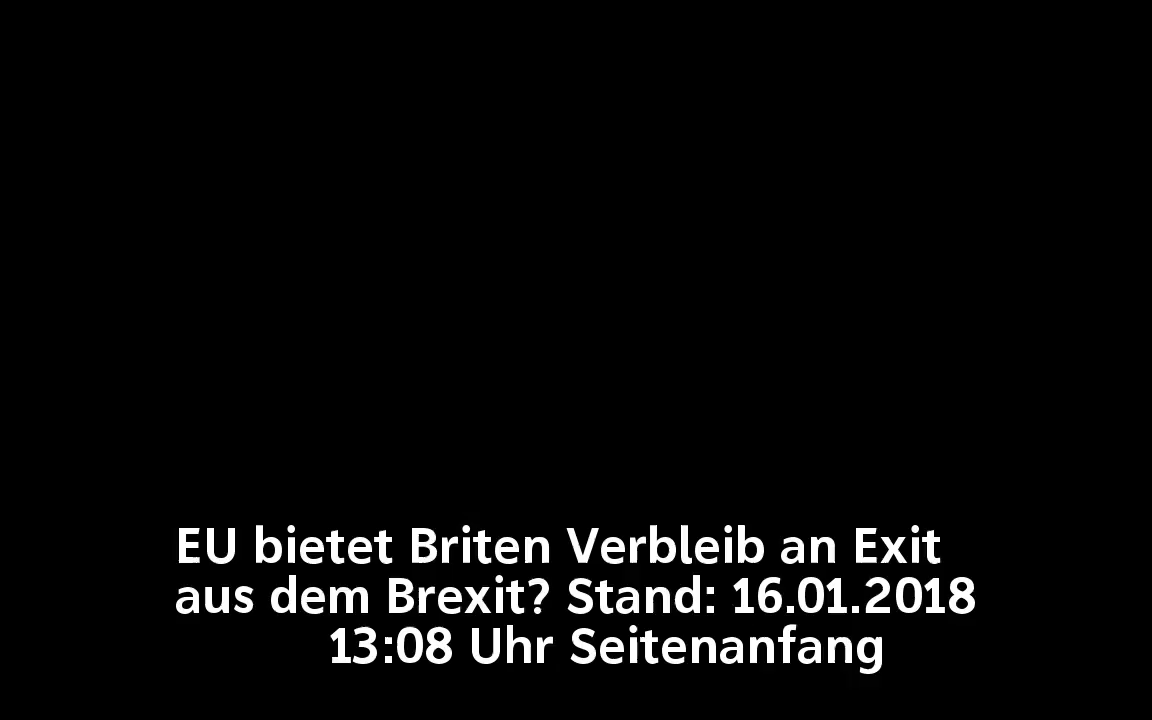 EU bietet Briten Verbleib an Exit
aus dem Brexit? Stand: 16.01.2018
13:08 Uhr Seitenanfang